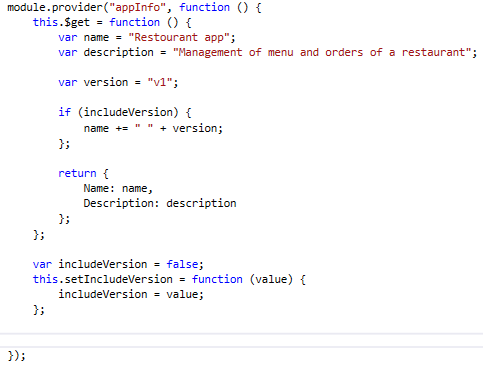 module.provider("appInfo", function () {
    this.$get = function () {
        var name = "Restourant app";
        var description = "Management of menu and orders of a restaurant";

        var version = "v1";

        if (includeVersion) {
            name += " " + version;
        };

        return {
            Name: name,
            Description: description
        };
    };

    var includeVersion = false;
    this.setIncludeVersion = function (value) {
        includeVersion = value;
    };

});